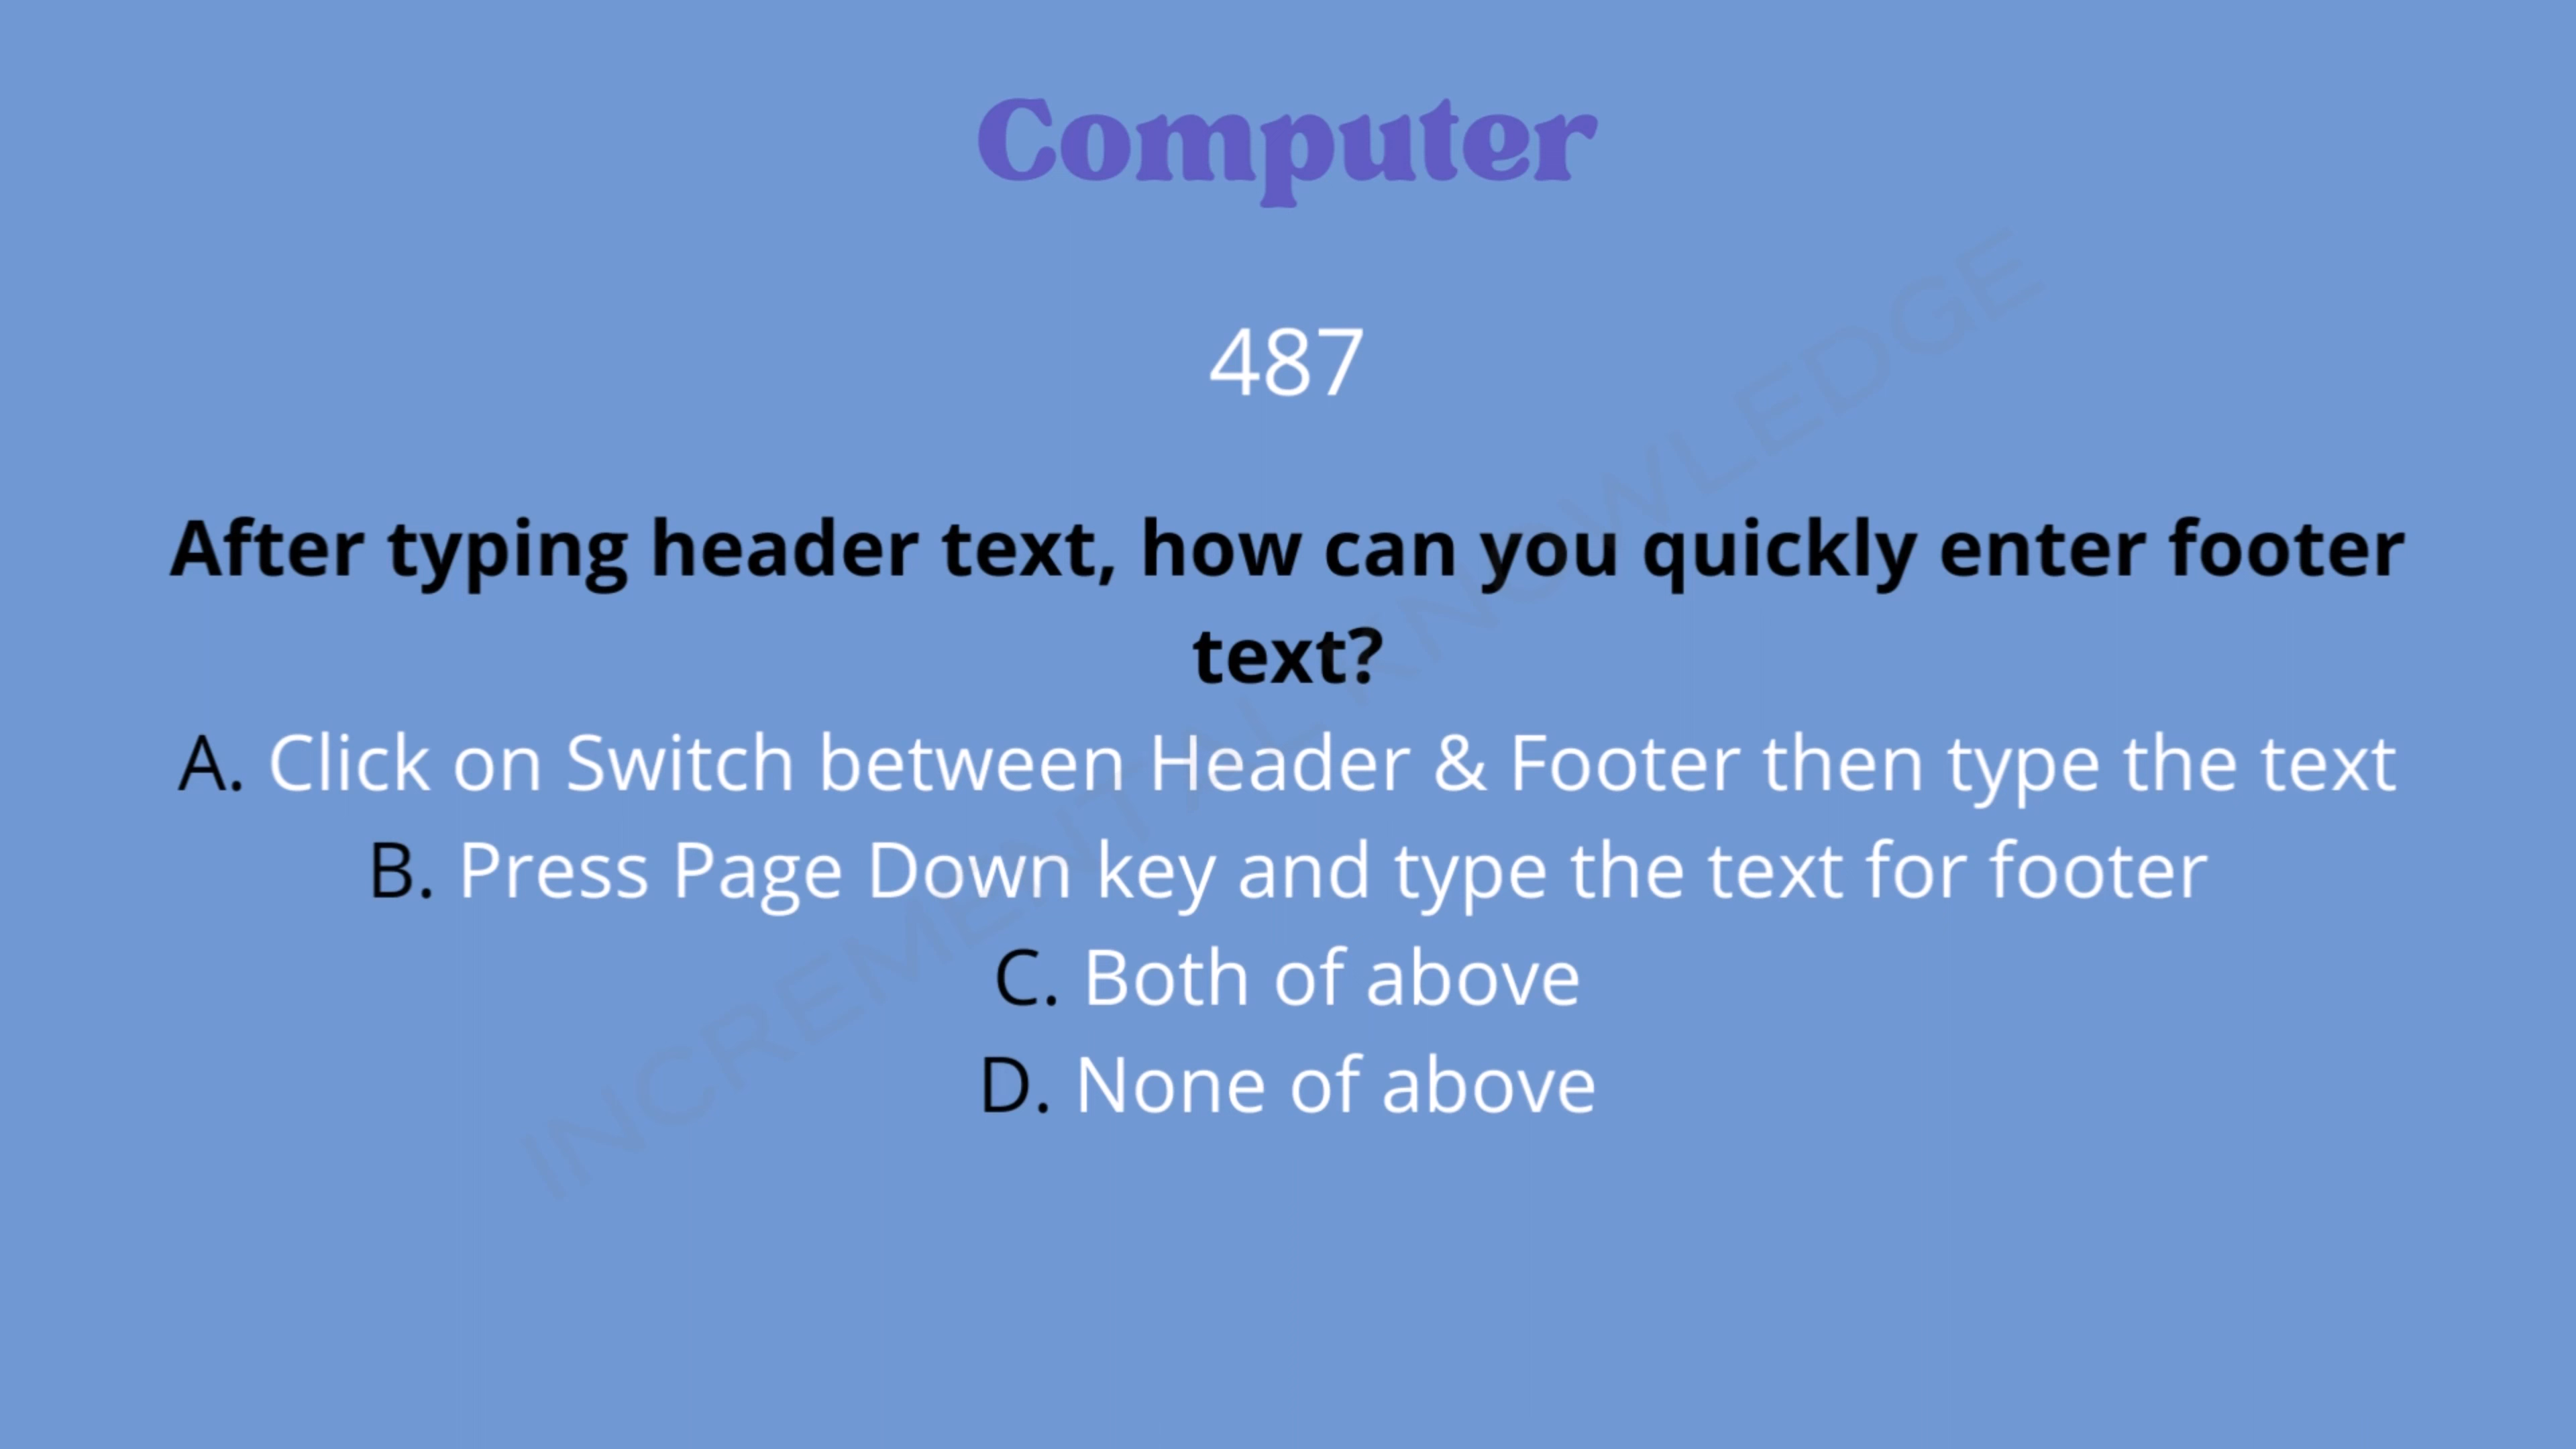 Computer
487
After typing header text, how can you quickly enter footer
text?
A. Click on Switch between Header & Footer then type the text
B. Press Page Down key and type the text for footer
C. Both of above
D. None of above
INCREMENTAL KNOWLEDGE